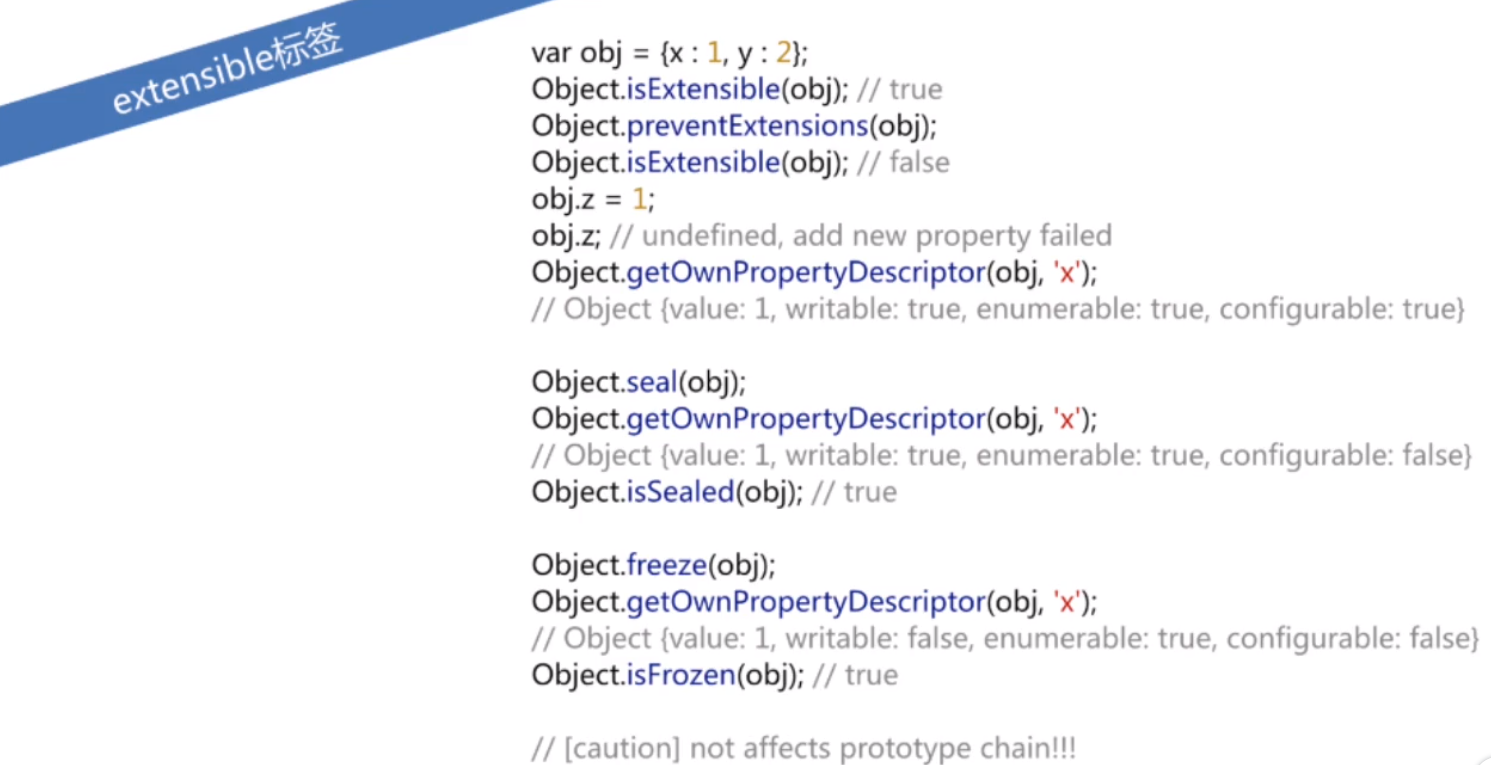 extensible标签
var obj = {x : 1, y : 2};
Object.isExtensible(obj); // true
Object.preventExtensions(obj);
Object.isExtensible(obj); // false
obj.z = 1;
obj.z; // undefined, add new property failed
Object.getOwnPropertyDescriptor(obj, 'x');
// Object {value: 1, writable: true, enumerable: true, configurable: true}
Object.seal(obj);
Object.getOwnPropertyDescriptor(obj, 'x');
// Object {value: 1, writable: true, enumerable: true, configurable: false}
Object.isSealed(obj); // true
Object.freeze(obj);
Object.getOwnPropertyDescriptor(obj, 'x');
// Object {value: 1, writable: false, enumerable: true, configurable: false}
Object.isFrozen(obj); // true
// [caution] not affects prototype chain!!!